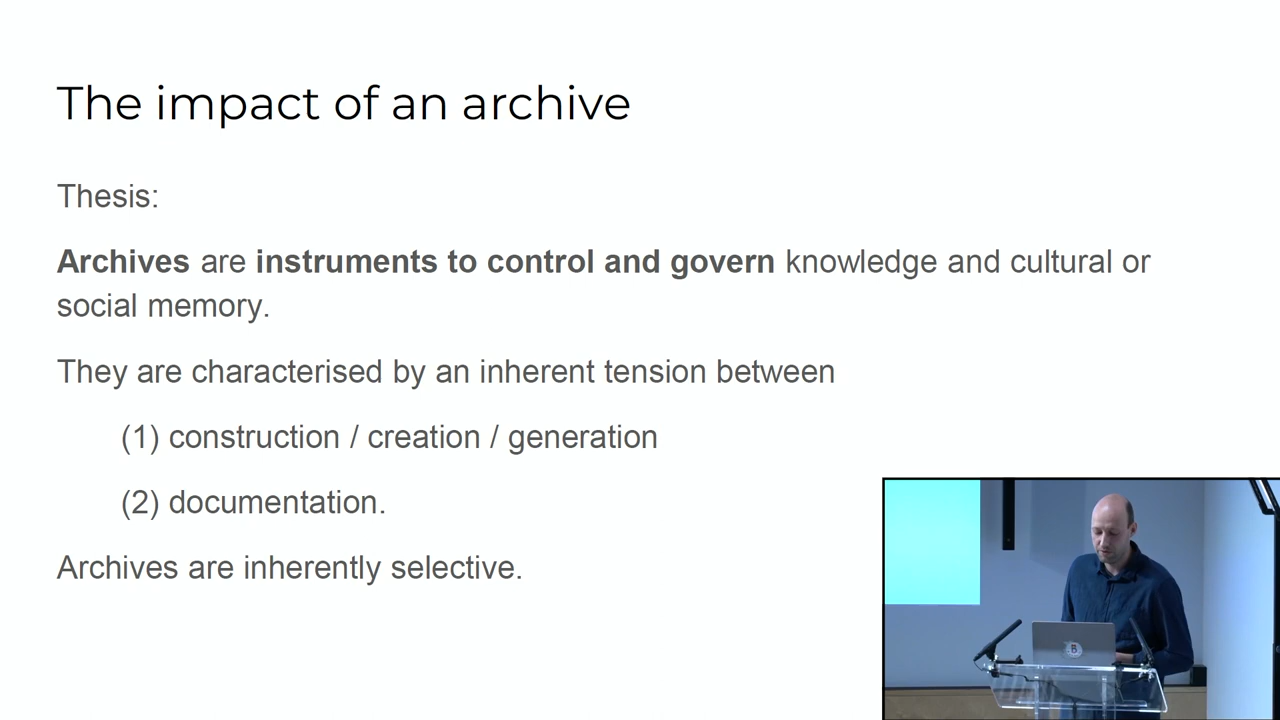 The impact of an archive
Thesis:
Archives are instruments to control and govern knowledge and cultural or
social memory.
They are characterised by an inherent tension between
(1) construction / creation / generation
(2) documentation.
Archives are inherently selective.
B